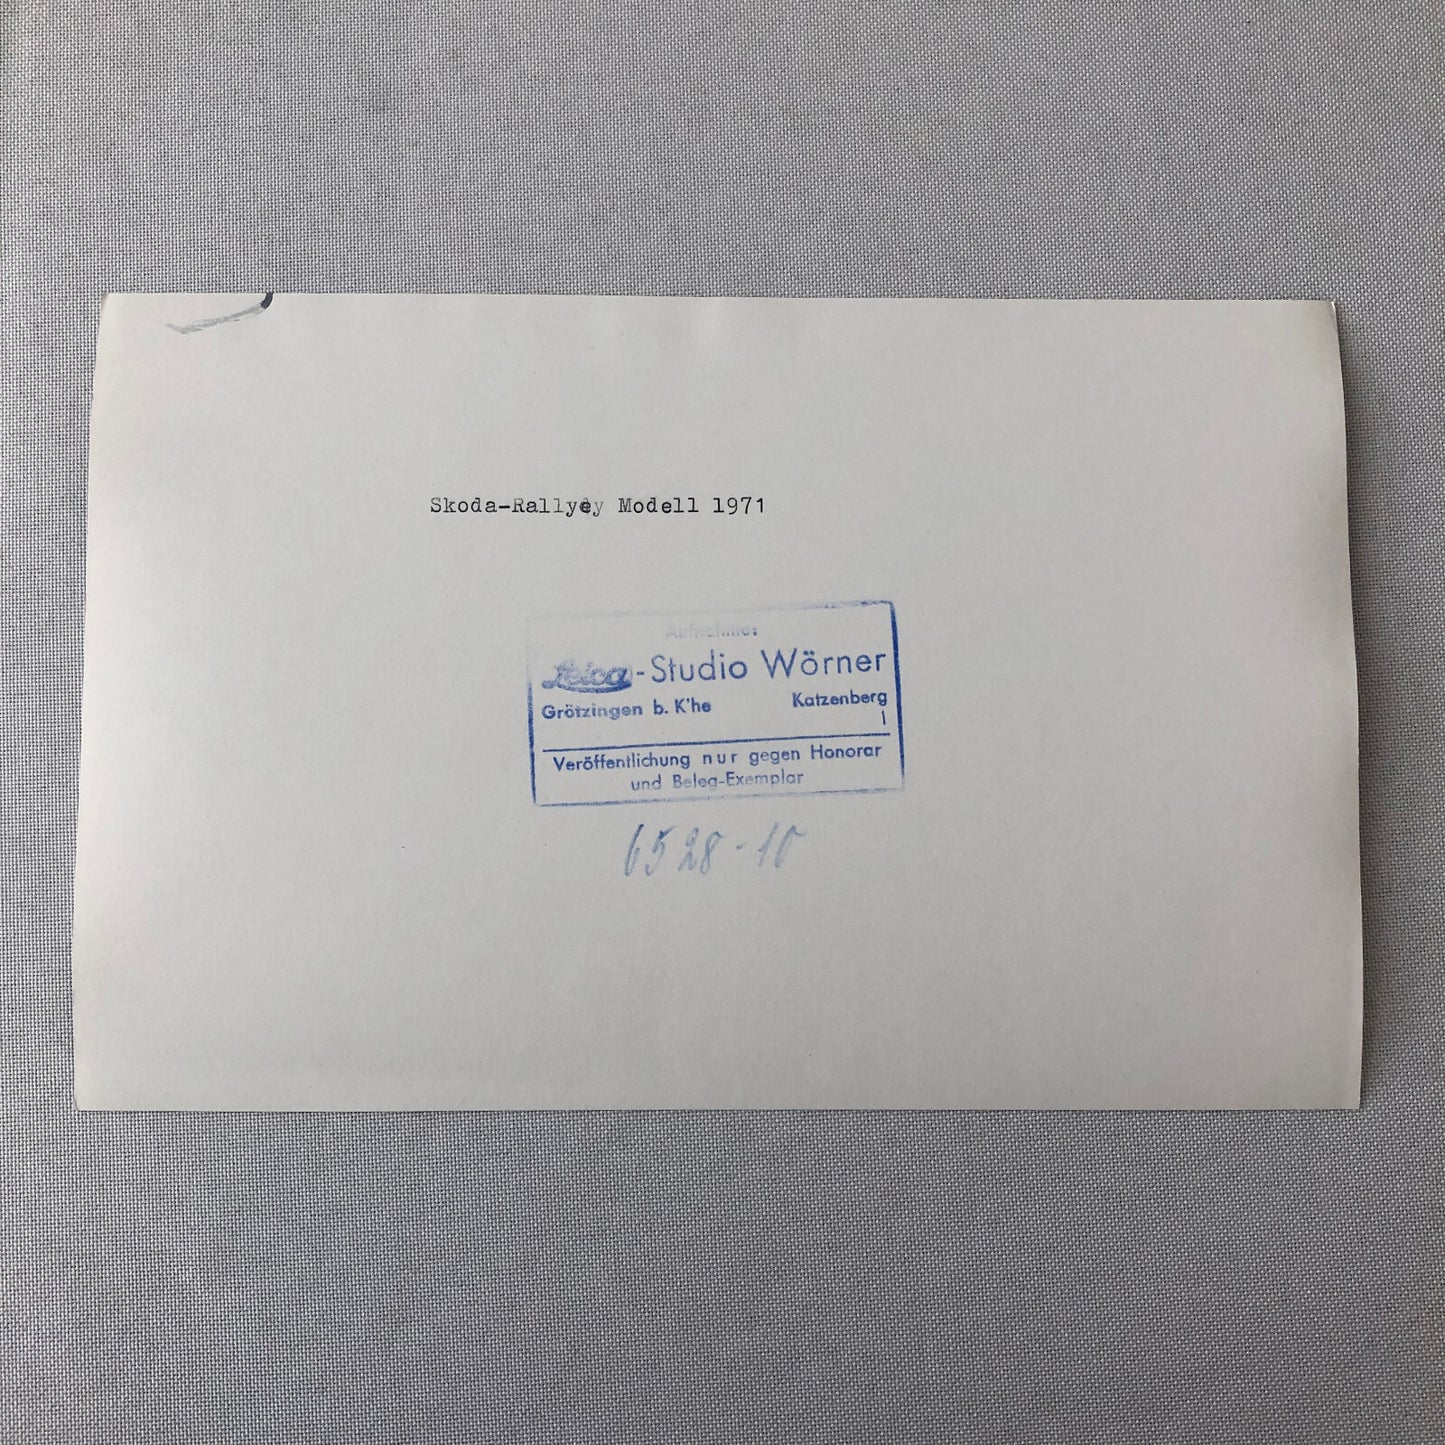 Skoda-Rallyey Modell 1971
Aufnahme:
Leica-Studio Wörner
Grötzingen b. K'he Katzenberg
1
Veröffentlichung nur gegen Honorar
und Beleg-Exemplar
6528-10